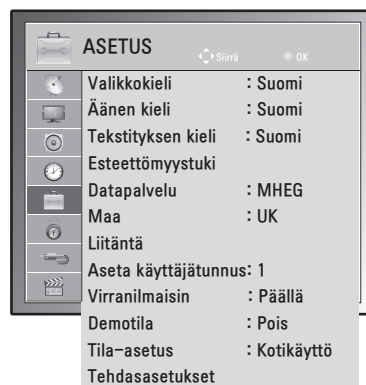 ASETUS
Siirrä
OK
Valikkokieli : Suomi
Äänen kieli : Suomi
Tekstityksen kieli : Suomi
Esteettömyystuki
Datapalvelu : MHEG
Maa : UK
Liitäntä
Aseta käyttäjätunnus: 1
Virranilmaisin : Päällä
Demotila : Pois
Tila-asetus : Kotikäyttö
Tehdasasetukset